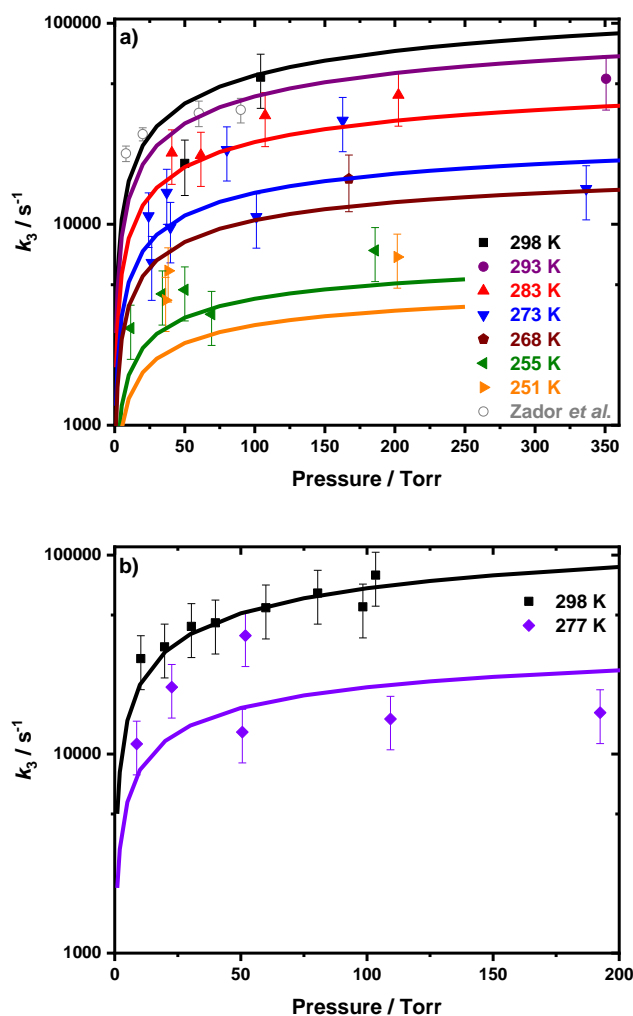 a)
100000
10000
1000
k₃ / s⁻¹
298 K
293 K
283 K
273 K
268 K
255 K
251 K
Zador et al.
0 50 100 150 200 250 300 350
Pressure / Torr
b)
100000
10000
1000
k₃ / s⁻¹
298 K
277 K
0 50 100 150 200
Pressure / Torr